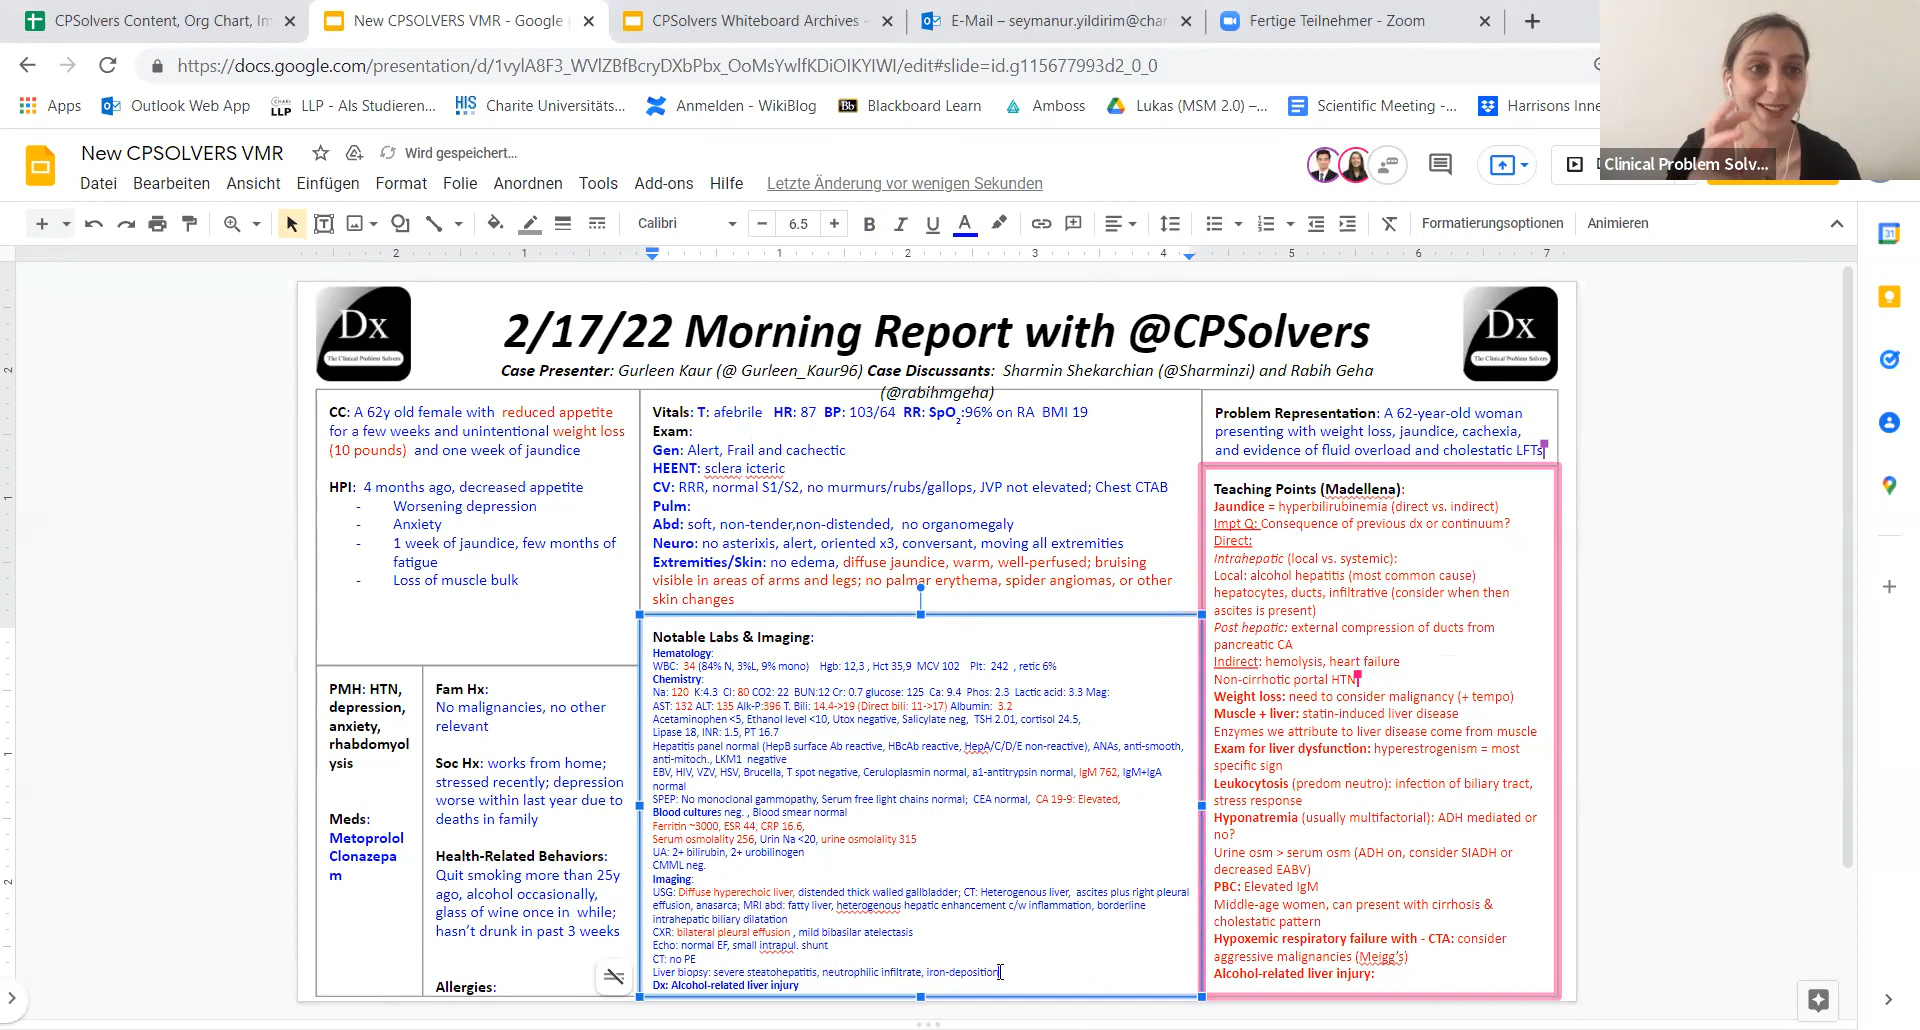 CPSolvers Content, Org Chart, Im
New CPSOLVERS VMR - Google
CPSolvers Whiteboard Archives -
E-Mail – seymanur.yildirim@char
Fertige Teilnehmer - Zoom
https://docs.google.com/presentation/d/1vylA8F3_WVlZBfBcryDXbPbx_OoMsYwlfKDiOIKYIWI/edit#slide=id.g115677993d2_0_0
Apps
Outlook Web App
LLP - Als Studieren...
Charite Universitäts...
Anmelden - WikiBlog
Blackboard Learn
Amboss
Lukas (MSM 2.0) –...
Scientific Meeting -...
Harrisons Inne
New CPSOLVERS VMR
Wird gespeichert...
Clinical Problem Solv...
Datei Bearbeiten Ansicht Einfügen Format Folie Anordnen Tools Add-ons Hilfe Letzte Änderung vor wenigen Sekunden
Calibri
6.5
Formatierungsoptionen
Animieren
2 1 1 2 3 4 5 6 7
Dx
The Clinical Problem Solvers
2/17/22 Morning Report with @CPSolvers
Case Presenter: Gurleen Kaur (@ Gurleen_Kaur96) Case Discussants: Sharmin Shekarchian (@Sharminzi) and Rabih Geha
(@rabihmgeha)
Dx
The Clinical Problem Solvers
CC: A 62y old female with reduced appetite
for a few weeks and unintentional weight loss
(10 pounds) and one week of jaundice
HPI: 4 months ago, decreased appetite
- Worsening depression
- Anxiety
- 1 week of jaundice, few months of
fatigue
- Loss of muscle bulk
PMH: HTN,
depression,
anxiety,
rhabdomyol
ysis
Meds:
Metoprolol
Clonazepa
m
Fam Hx:
No malignancies, no other
relevant
Soc Hx: works from home;
stressed recently; depression
worse within last year due to
deaths in family
Health-Related Behaviors:
Quit smoking more than 25y
ago, alcohol occasionally,
glass of wine once in while;
hasn't drunk in past 3 weeks
Allergies:
Vitals: T: afebrile HR: 87 BP: 103/64 RR: SpO2:96% on RA BMI 19
Exam:
Gen: Alert, Frail and cachectic
HEENT: sclera icteric
CV: RRR, normal S1/S2, no murmurs/rubs/gallops, JVP not elevated; Chest CTAB
Pulm:
Abd: soft, non-tender,non-distended, no organomegaly
Neuro: no asterixis, alert, oriented x3, conversant, moving all extremities
Extremities/Skin: no edema, diffuse jaundice, warm, well-perfused; bruising
visible in areas of arms and legs; no palmar erythema, spider angiomas, or other
skin changes
Notable Labs & Imaging:
Hematology:
WBC: 34 (84% N, 3%L, 9% mono) Hgb: 12,3 , Hct 35,9 MCV 102 Plt: 242 , retic 6%
Chemistry:
Na: 120 K:4.3 Cl: 80 CO2: 22 BUN:12 Cr: 0.7 glucose: 125 Ca: 9.4 Phos: 2.3 Lactic acid: 3.3 Mag:
AST: 132 ALT: 135 Alk-P:396 T. Bili: 14.4->19 (Direct bili: 11->17) Albumin: 3.2
Acetaminophen <5, Ethanol level <10, Utox negative, Salicylate neg, TSH 2.01, cortisol 24.5,
Lipase 18, INR: 1.5, PT 16.7
Hepatitis panel normal (HepB surface Ab reactive, HBcAb reactive, HepA/C/D/E non-reactive), ANAs, anti-smooth,
anti-mitoch., LKM1 negative
EBV, HIV, VZV, HSV, Brucella, T spot negative, Ceruloplasmin normal, a1-antitrypsin normal, IgM 762, IgM+IgA
normal
SPEP: No monoclonal gammopathy, Serum free light chains normal; CEA normal, CA 19-9: Elevated,
Blood cultures neg. , Blood smear normal
Ferritin ~3000, ESR 44, CRP 16.6,
Serum osmolality 256, Urin Na <20, urine osmolality 315
UA: 2+ bilirubin, 2+ urobilinogen
CMML neg.
Imaging:
USG: Diffuse hyperechoic liver, distended thick walled gallbladder; CT: Heterogenous liver, ascites plus right pleural
effusion, anasarca; MRI abd: fatty liver, heterogenous hepatic enhancement c/w inflammation, borderline
intrahepatic biliary dilatation
CXR: bilateral pleural effusion , mild bibasilar atelectasis
Echo: normal EF, small intrapul. shunt
CT: no PE
Liver biopsy: severe steatohepatitis, neutrophilic infiltrate, iron-deposition
Dx: Alcohol-related liver injury
Problem Representation: A 62-year-old woman
presenting with weight loss, jaundice, cachexia,
and evidence of fluid overload and cholestatic LFTs
Teaching Points (Madellena):
Jaundice = hyperbilirubinemia (direct vs. indirect)
Impt Q: Consequence of previous dx or continuum?
Direct:
Intrahepatic (local vs. systemic):
Local: alcohol hepatitis (most common cause)
hepatocytes, ducts, infiltrative (consider when then
ascites is present)
Post hepatic: external compression of ducts from
pancreatic CA
Indirect: hemolysis, heart failure
Non-cirrhotic portal HTN
Weight loss: need to consider malignancy (+ tempo)
Muscle + liver: statin-induced liver disease
Enzymes we attribute to liver disease come from muscle
Exam for liver dysfunction: hyperestrogenism = most
specific sign
Leukocytosis (predom neutro): infection of biliary tract,
stress response
Hyponatremia (usually multifactorial): ADH mediated or
no?
Urine osm > serum osm (ADH on, consider SIADH or
decreased EABV)
PBC: Elevated IgM
Middle-age women, can present with cirrhosis &
cholestatic pattern
Hypoxemic respiratory failure with - CTA: consider
aggressive malignancies (Meigg's)
Alcohol-related liver injury: